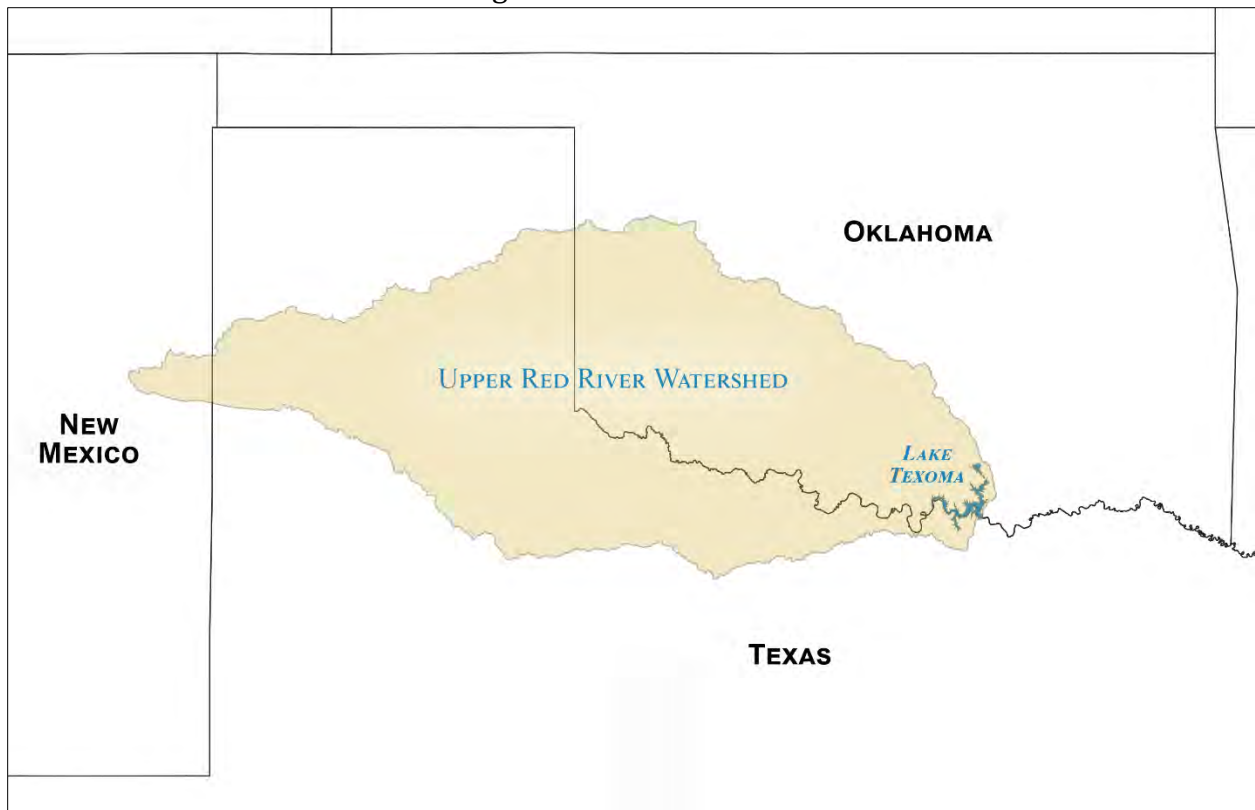 OKLAHOMA
UPPER RED RIVER WATERSHED
NEW
MEXICO
LAKE
TEXOMA
TEXAS